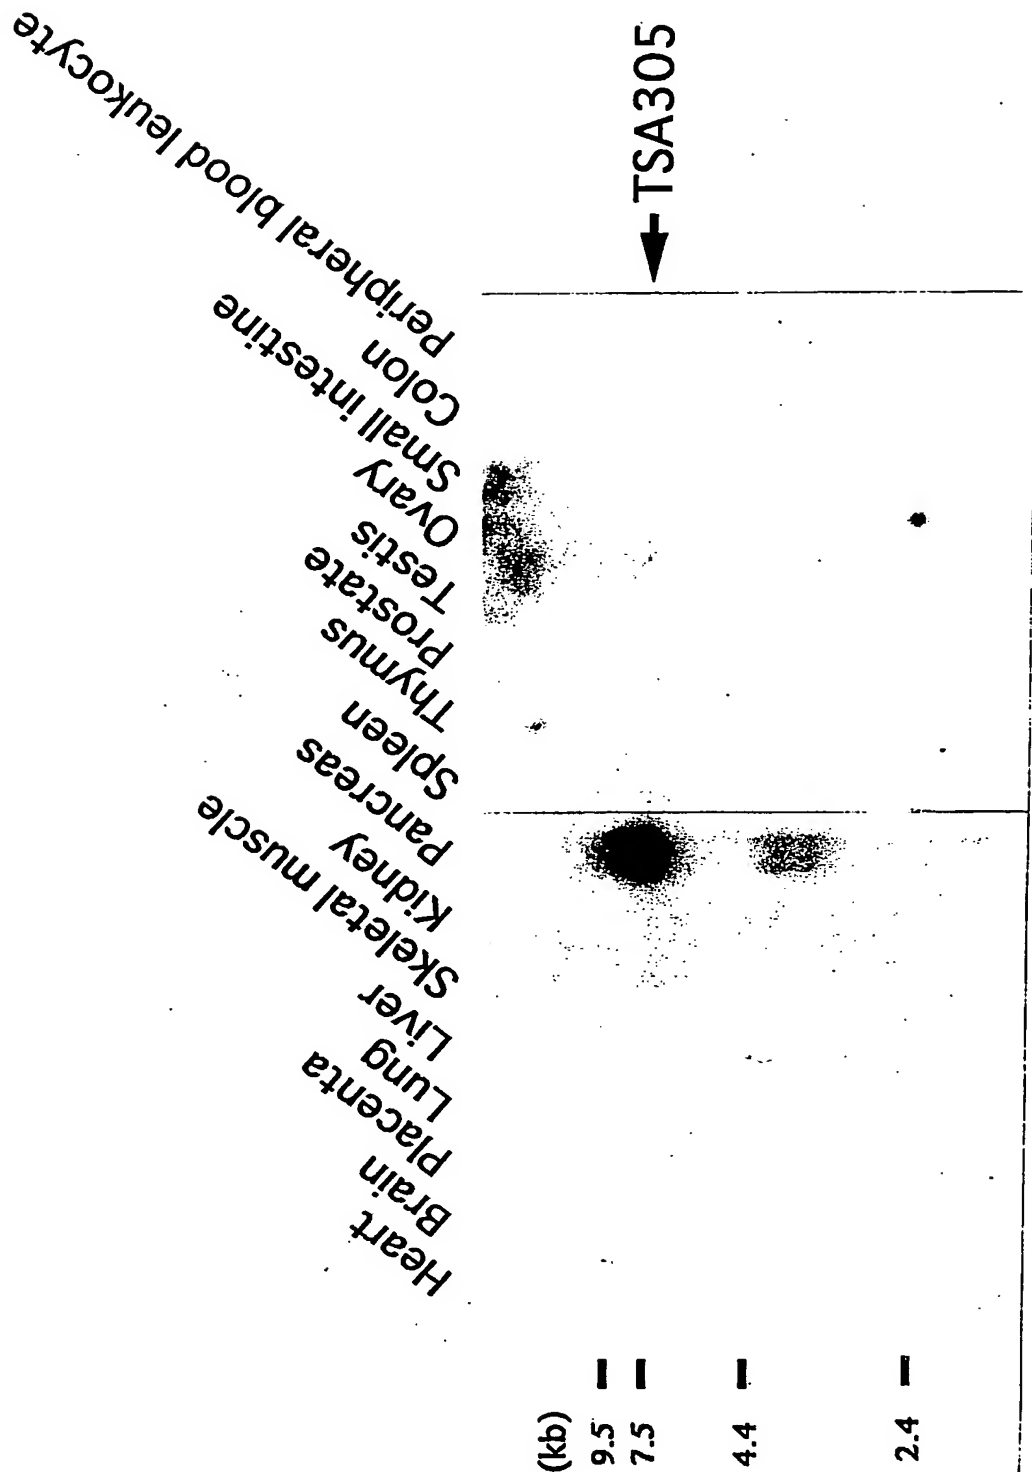 Heart
Brain
Placenta
Lung
Liver
Skeletal muscle
Kidney
Pancreas
Spleen
Thymus
Prostate
Testis
Ovary
Small intestine
Colon
Peripheral blood leukocyte
(kb)
9.5
7.5
4.4
2.4
TSA305